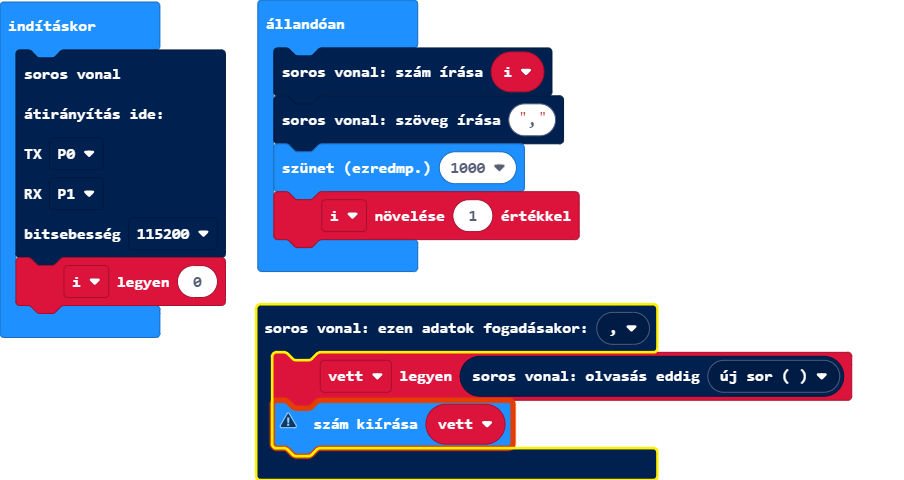 indításkor
soros vonal
átirányítás ide:
TX P0
RX P1
bitsebesség 115200
i legyen 0
állandóan
soros vonal: szám írása i
soros vonal: szöveg írása ","
szünet (ezredmp.) 1000
i növelése 1 értékkel
soros vonal: ezen adatok fogadásakor: ,
vett legyen soros vonal: olvasás eddig új sor ( )
szám kiírása vett